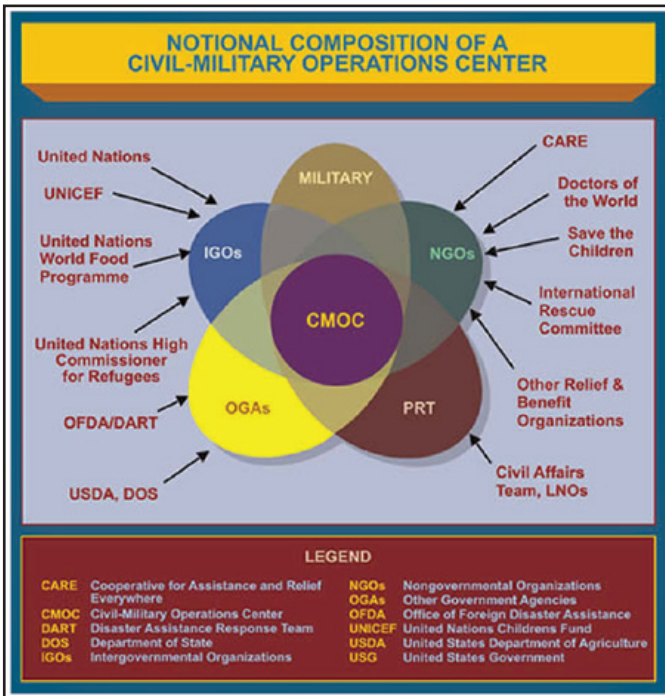 NOTIONAL COMPOSITION OF A
CIVIL-MILITARY OPERATIONS CENTER
United Nations
UNICEF
United Nations
World Food
Programme
United Nations High
Commissioner
for Refugees
OFDA/DART
USDA, DOS
MILITARY
IGOs
NGOs
CMOC
OGAs
PRT
CARE
Doctors of
the World
Save the
Children
International
Rescue
Committee
Other Relief &
Benefit
Organizations
Civil Affairs
Team, LNOs
LEGEND
CARE Cooperative for Assistance and Relief
Everywhere
CMOC Civil-Military Operations Center
DART Disaster Assistance Response Team
DOS Department of State
IGOs Intergovernmental Organizations
NGOs Nongovernmental Organizations
OGAs Other Government Agencies
OFDA Office of Foreign Disaster Assistance
UNICEF United Nations Childrens Fund
USDA United States Department of Agriculture
USG United States Government